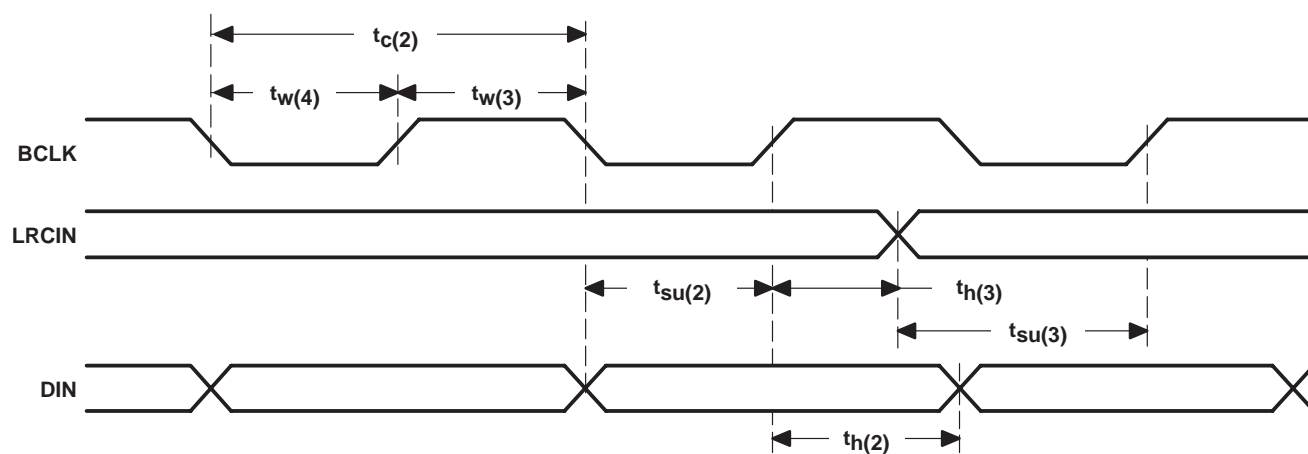 tc(2)
tw(4) tw(3)
BCLK
LRCIN
tsu(2) th(3)
tsu(3)
DIN
th(2)